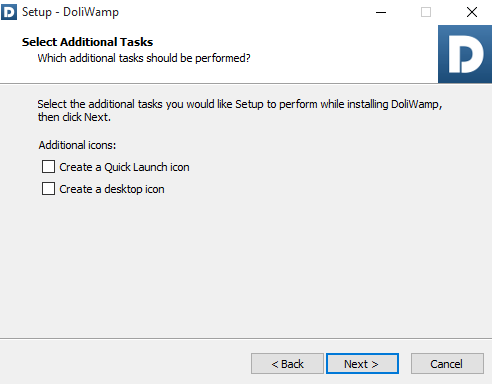 Setup - DoliWamp
Select Additional Tasks
Which additional tasks should be performed?
D
Select the additional tasks you would like Setup to perform while installing DoliWamp,
then click Next.
Additional icons:
Create a Quick Launch icon
Create a desktop icon
< Back
Next >
Cancel